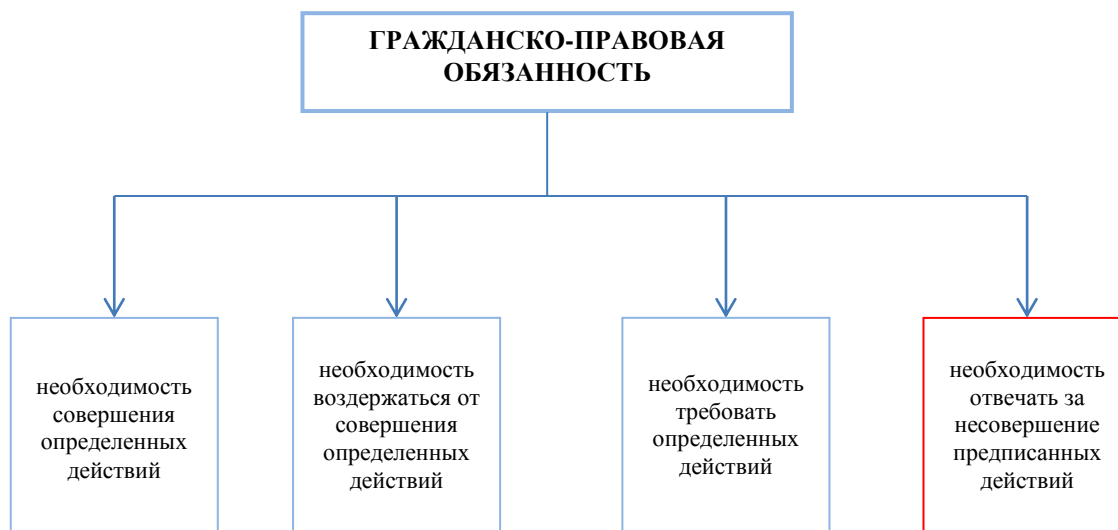 ГРАЖДАНСКО-ПРАВОВАЯ
ОБЯЗАННОСТЬ
необходимость
совершения
определенных
действий
необходимость
воздержаться от
совершения
определенных
действий
необходимость
требовать
определенных
действий
необходимость
отвечать за
несовершение
предписанных
действий